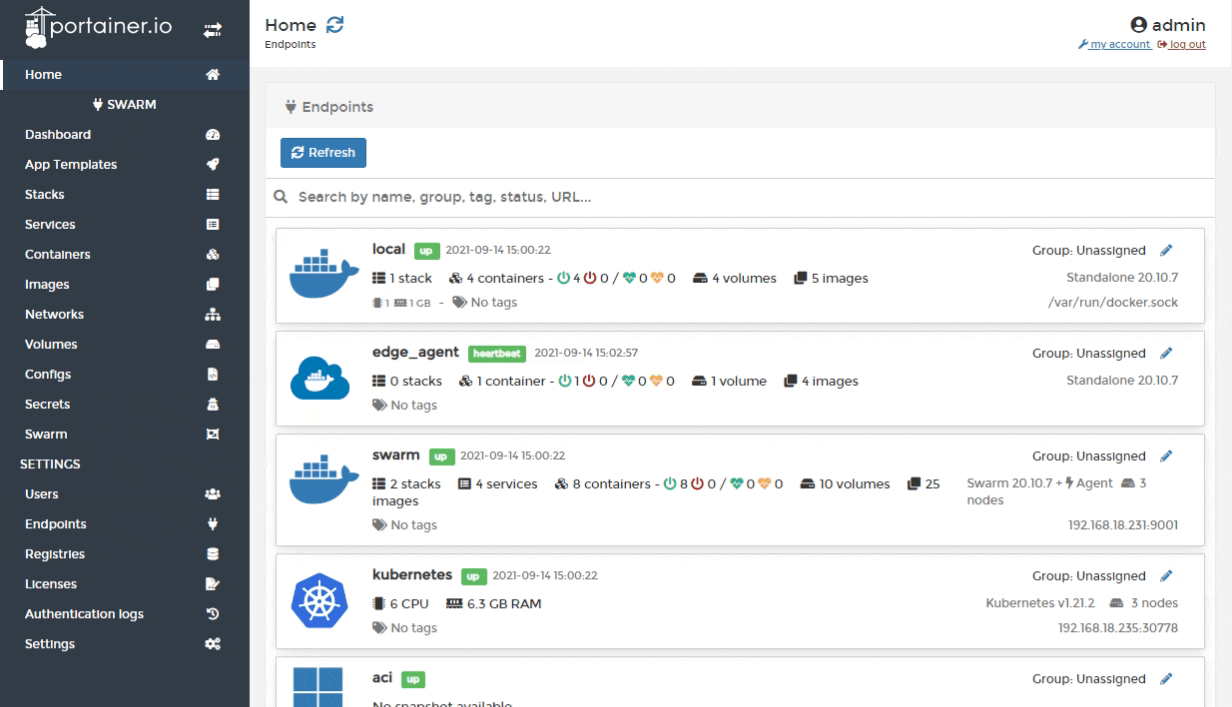 portainer.io
Home
SWARM
Dashboard
App Templates
Stacks
Services
Containers
Images
Networks
Volumes
Configs
Secrets
Swarm
SETTINGS
Users
Endpoints
Registries
Licenses
Authentication logs
Settings
Home
Endpoints
admin
my account log out
Endpoints
Refresh
Search by name, group, tag, status, URL...
local up 2021-09-14 15:00:22 Group: Unassigned
1 stack 4 containers - 4 0 / 0 0 4 volumes 5 images Standalone 20.10.7
1 1 GB - No tags /var/run/docker.sock
edge_agent heartbeat 2021-09-14 15:02:57 Group: Unassigned
0 stacks 1 container - 1 0 / 0 0 1 volume 4 images Standalone 20.10.7
No tags
swarm up 2021-09-14 15:00:22 Group: Unassigned
2 stacks 4 services 8 containers - 8 0 / 0 0 10 volumes 25 Swarm 20.10.7 + Agent 3
images nodes
No tags 192.168.18.231:9001
kubernetes up 2021-09-14 15:00:22 Group: Unassigned
6 CPU 6.3 GB RAM Kubernetes v1.21.2 3 nodes
No tags 192.168.18.235:30778
aci up Group: Unassigned
No snapshot available